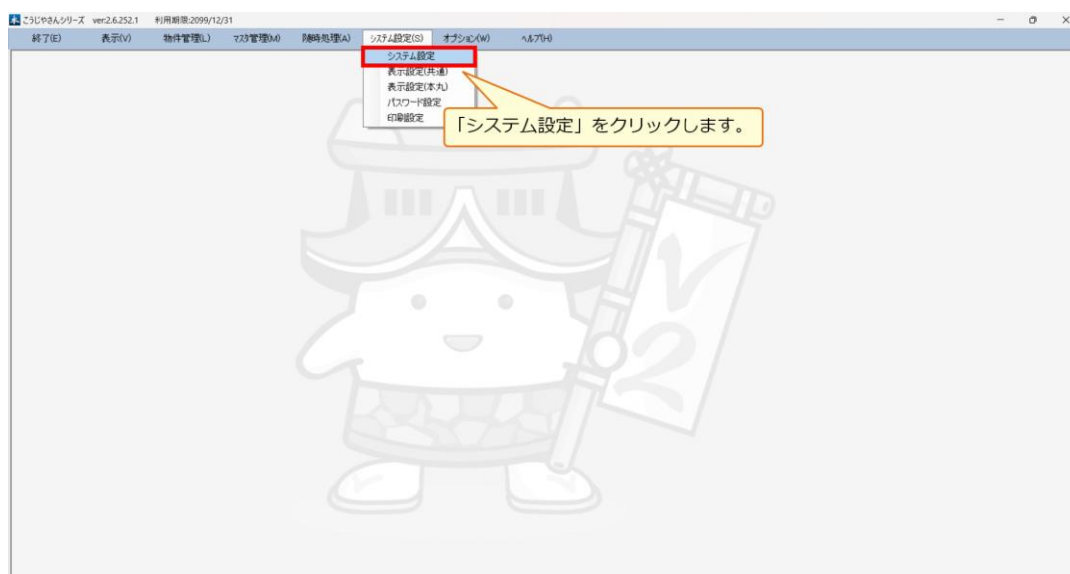 こうじやさんシリーズ ver:2.6.252.1 利用期限:2099/12/31
終了(E) 表示(V) 物件管理(L) マスタ管理(M) 随時処理(A) システム設定(S) オプション(W) ヘルプ(H)
システム設定
表示設定(共通)
表示設定(本丸)
パスワード設定
印刷設定
「システム設定」をクリックします。
V2